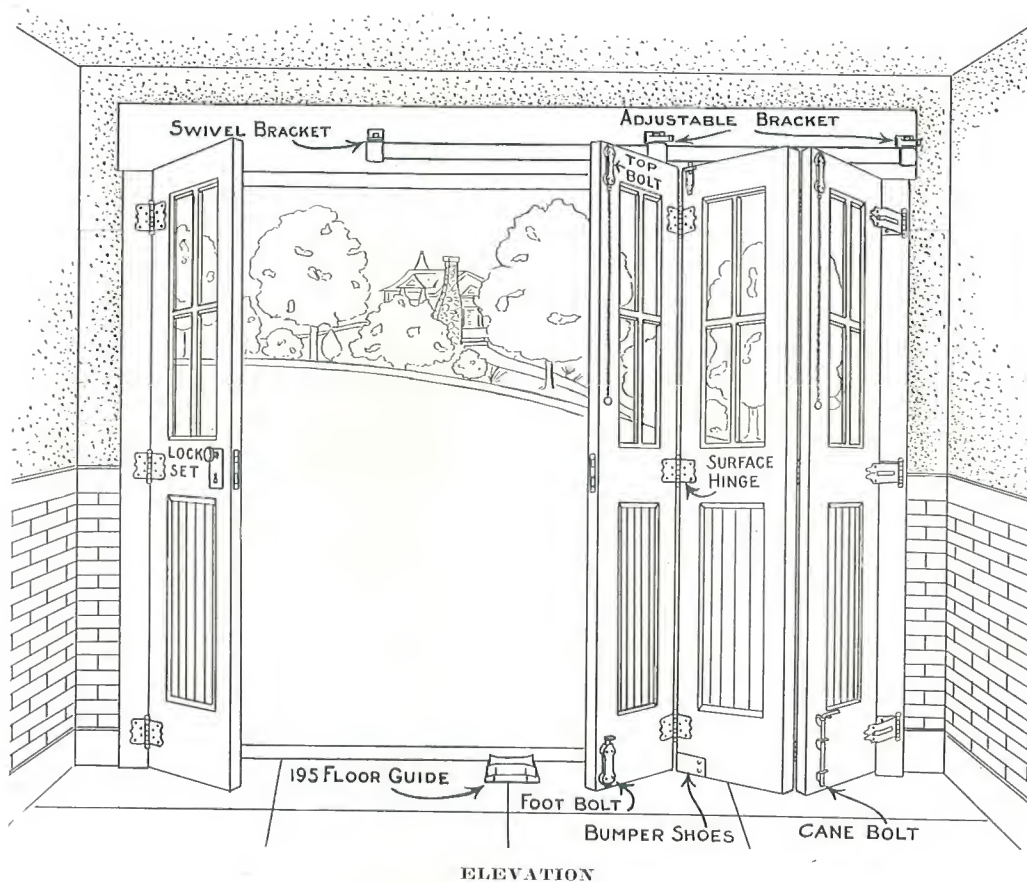 SWIVEL BRACKET
ADJUSTABLE BRACKET
TOP
BOLT
LOCK
SET
SURFACE
HINGE
195 FLOOR GUIDE
FOOT BOLT
BUMPER SHOES
CANE BOLT
ELEVATION